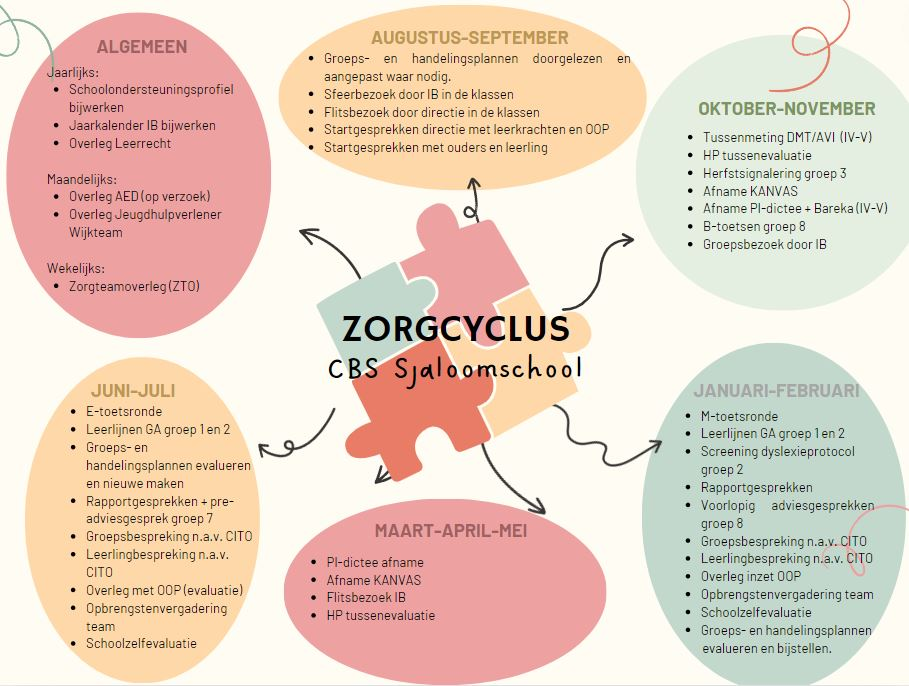 ALGEMEEN
Jaarlijks:
• Schoolondersteuningsprofiel
bijwerken
• Jaarkalender IB bijwerken
• Overleg Leerrecht
Maandelijks:
• Overleg AED (op verzoek)
• Overleg Jeugdhulpverlener
Wijkteam
Wekelijks:
• Zorgteamoverleg (ZTO)
AUGUSTUS-SEPTEMBER
• Groeps- en handelingsplannen doorgelezen en
aangepast waar nodig.
• Sfeerbezoek door IB in de klassen
• Flitsbezoek door directie in de klassen
• Startgesprekken directie met leerkrachten en OOP
• Startgesprekken met ouders en leerling
OKTOBER-NOVEMBER
• Tussenmeting DMT/AVI (IV-V)
• HP tussenevaluatie
• Herfstsignalering groep 3
• Afname KANVAS
• Afname PI-dictee + Bareka (IV-V)
• B-toetsen groep 8
• Groepsbezoek door IB
ZORGCYCLUS
CBS Sjaloomschool
JUNI-JULI
• E-toetsronde
• Leerlijnen GA groep 1 en 2
• Groeps- en
handelingsplannen evalueren
en nieuwe maken
• Rapportgesprekken + pre-
adviesgesprek groep 7
• Groepsbespreking n.a.v. CITO
• Leerlingbespreking n.a.v.
CITO
• Overleg met OOP (evaluatie)
• Opbrengstenvergadering
team
• Schoolzelfevaluatie
MAART-APRIL-MEI
• PI-dictee afname
• Afname KANVAS
• Flitsbezoek IB
• HP tussenevaluatie
JANUARI-FEBRUARI
• M-toetsronde
• Leerlijnen GA groep 1 en 2
• Screening dyslexieprotocol
groep 2
• Rapportgesprekken
• Voorlopig adviesgesprekken
groep 8
• Groepsbespreking n.a.v. CITO
• Leerlingbespreking n.a.v. CITO
• Overleg inzet OOP
• Opbrengstenvergadering team
• Schoolzelfevaluatie
• Groeps- en handelingsplannen
evalueren en bijstellen.